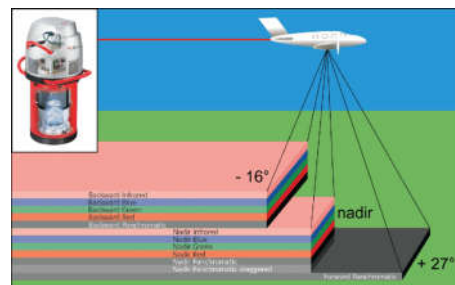 - 16°
Backward Infrared
Backward Blue
Backward Green
Backward Red
Backward Panchromatic
nadir
Nadir Infrared
Nadir Blue
Nadir Green
Nadir Red
Nadir Panchromatic
Nadir Panchromatic staggered
+ 27°
Forward Panchromatic